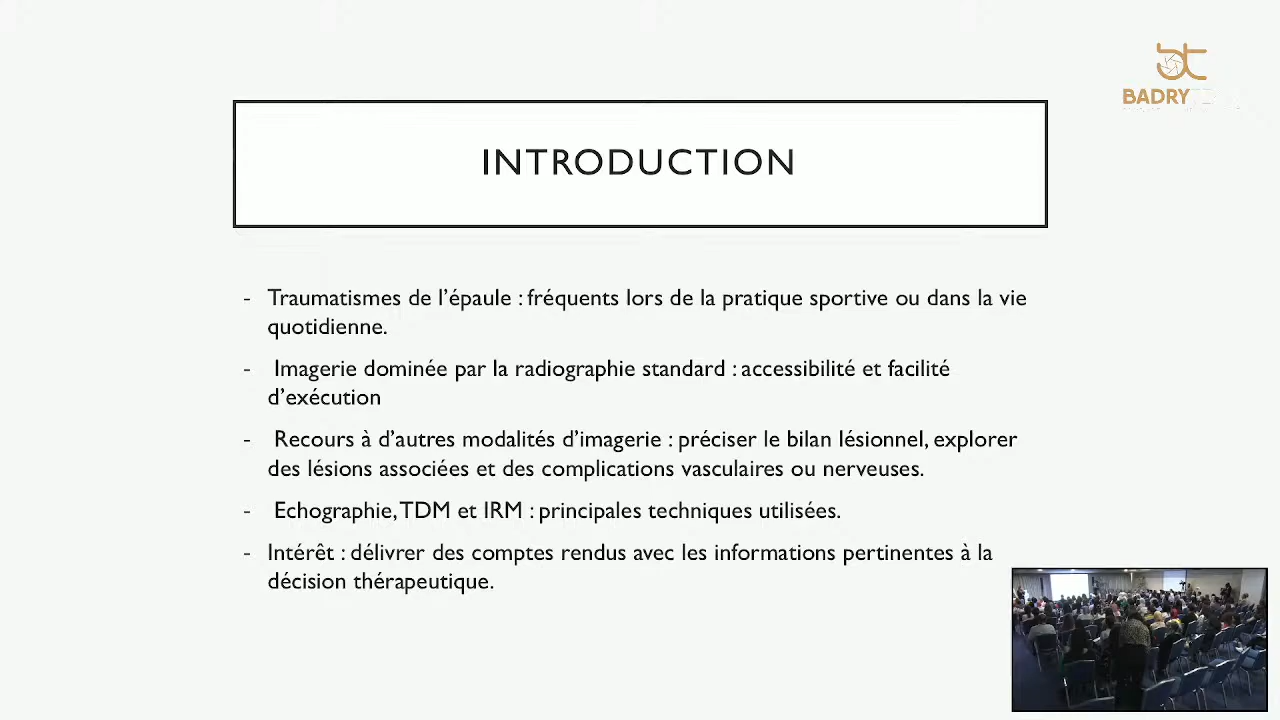 BADRY
INTRODUCTION
- Traumatismes de l’épaule : fréquents lors de la pratique sportive ou dans la vie
quotidienne.
- Imagerie dominée par la radiographie standard : accessibilité et facilité
d’exécution
- Recours à d’autres modalités d’imagerie : préciser le bilan lésionnel, explorer
des lésions associées et des complications vasculaires ou nerveuses.
- Echographie, TDM et IRM : principales techniques utilisées.
- Intérêt : délivrer des comptes rendus avec les informations pertinentes à la
décision thérapeutique.